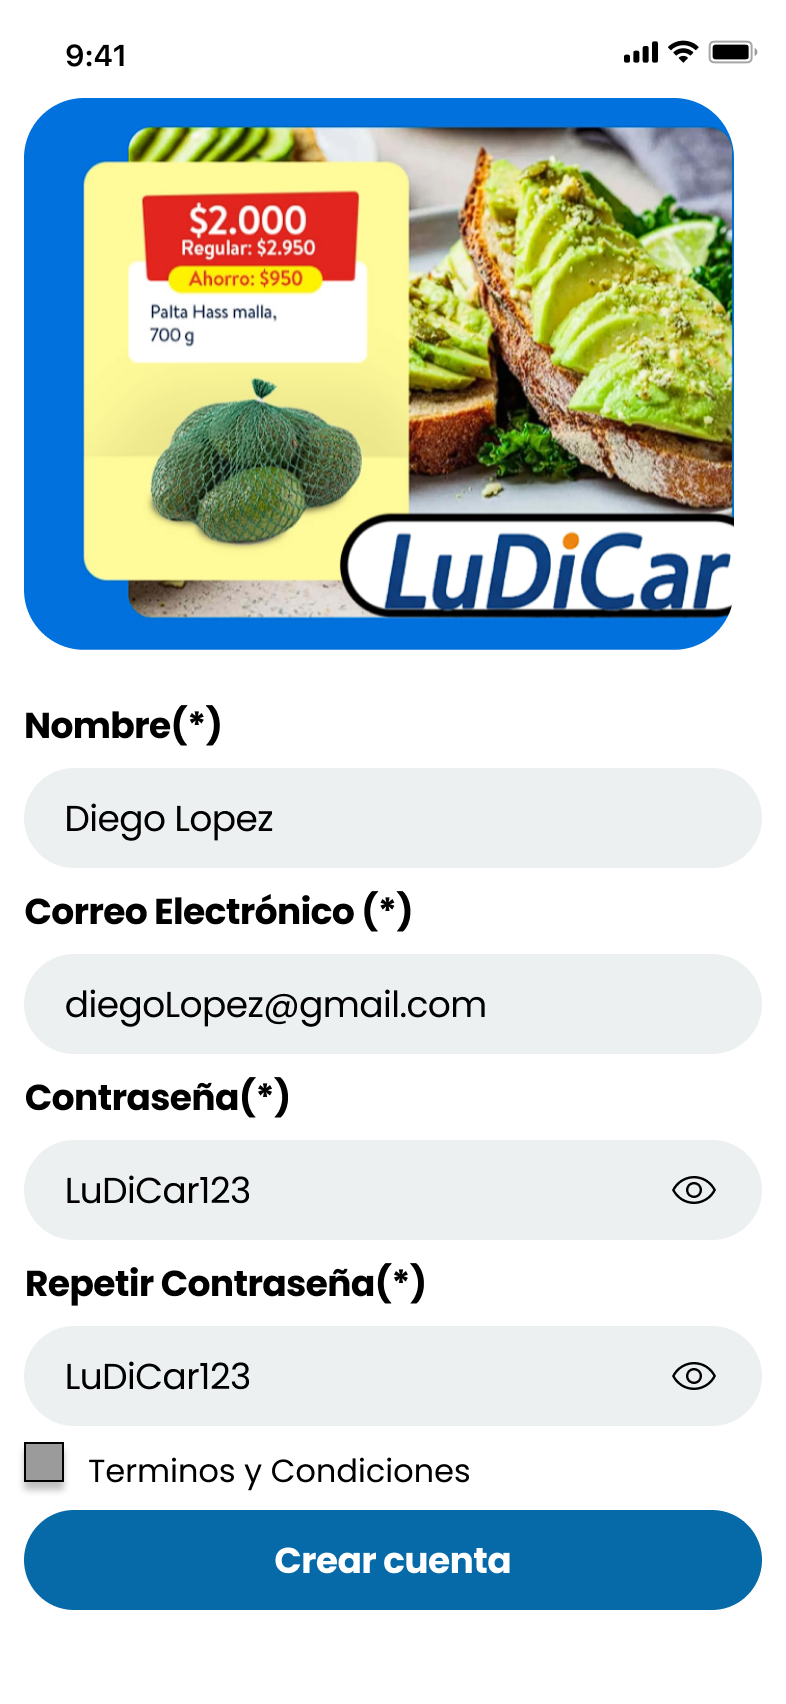 9:41
$2.000
Regular: $2.950
Ahorro: $950
Palta Hass malla,
700 g
LuDiCar
Nombre(*)
Diego Lopez
Correo Electrónico (*)
diegoLopez@gmail.com
Contraseña(*)
LuDiCar123
Repetir Contraseña(*)
LuDiCar123
Terminos y Condiciones
Crear cuenta